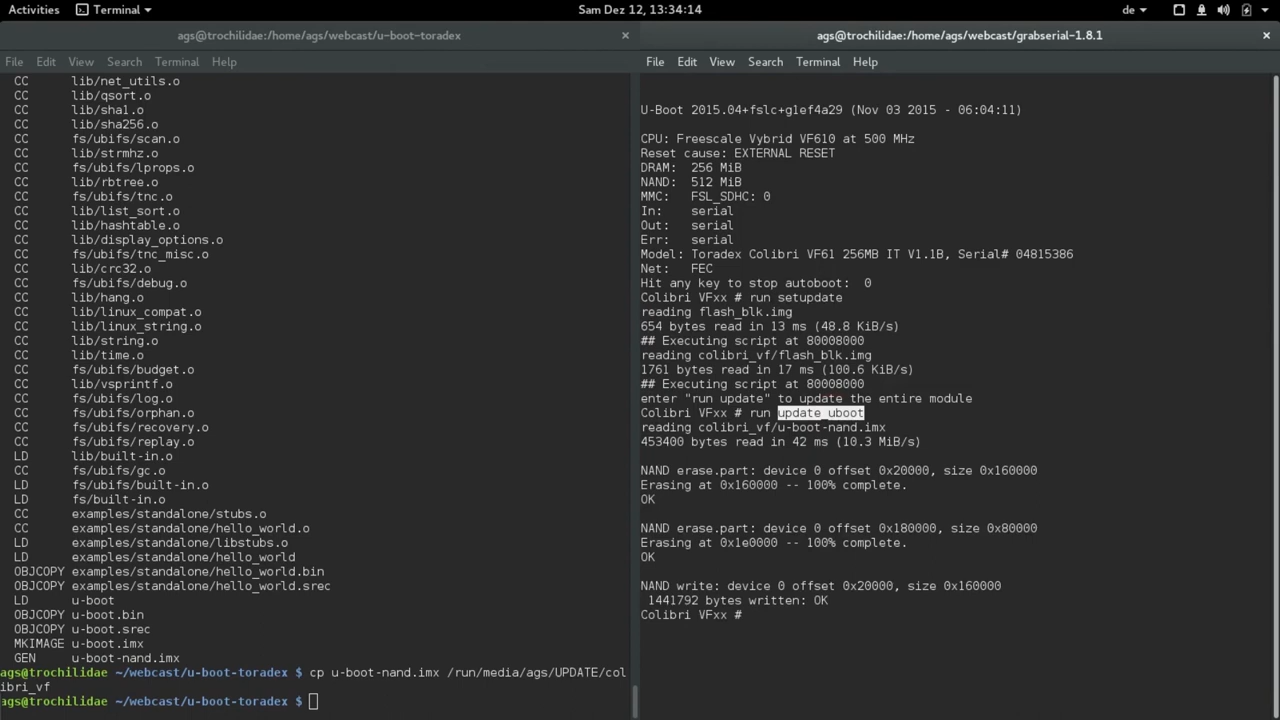 Activities Terminal Sam Dez 12, 13:34:14 de
ags@trochilidae:/home/ags/webcast/u-boot-toradex
File Edit View Search Terminal Help
CC lib/net_utils.o
CC lib/qsort.o
CC lib/sha1.o
CC lib/sha256.o
CC fs/ubifs/scan.o
CC lib/strmhz.o
CC fs/ubifs/lprops.o
CC lib/rbtree.o
CC fs/ubifs/tnc.o
CC lib/list_sort.o
CC lib/hashtable.o
CC lib/display_options.o
CC fs/ubifs/tnc_misc.o
CC lib/crc32.o
CC fs/ubifs/debug.o
CC lib/hang.o
CC lib/linux_compat.o
CC lib/linux_string.o
CC lib/string.o
CC lib/time.o
CC fs/ubifs/budget.o
CC lib/vsprintf.o
CC fs/ubifs/log.o
CC fs/ubifs/orphan.o
CC fs/ubifs/recovery.o
CC fs/ubifs/replay.o
LD lib/built-in.o
CC fs/ubifs/gc.o
LD fs/ubifs/built-in.o
LD fs/built-in.o
CC examples/standalone/stubs.o
CC examples/standalone/hello_world.o
LD examples/standalone/libstubs.o
LD examples/standalone/hello_world
OBJCOPY examples/standalone/hello_world.bin
OBJCOPY examples/standalone/hello_world.srec
LD u-boot
OBJCOPY u-boot.bin
OBJCOPY u-boot.srec
MKIMAGE u-boot.imx
GEN u-boot-nand.imx
ags@trochilidae ~/webcast/u-boot-toradex $ cp u-boot-nand.imx /run/media/ags/UPDATE/col
ibri_vf
ags@trochilidae ~/webcast/u-boot-toradex $
ags@trochilidae:/home/ags/webcast/grabserial-1.8.1
File Edit View Search Terminal Help
U-Boot 2015.04+fslc+g1ef4a29 (Nov 03 2015 - 06:04:11)
CPU: Freescale Vybrid VF610 at 500 MHz
Reset cause: EXTERNAL RESET
DRAM: 256 MiB
NAND: 512 MiB
MMC: FSL_SDHC: 0
In: serial
Out: serial
Err: serial
Model: Toradex Colibri VF61 256MB IT V1.1B, Serial# 04815386
Net: FEC
Hit any key to stop autoboot: 0
Colibri VFxx # run setupdate
reading flash_blk.img
654 bytes read in 13 ms (48.8 KiB/s)
## Executing script at 80008000
reading colibri_vf/flash_blk.img
1761 bytes read in 17 ms (100.6 KiB/s)
## Executing script at 80008000
enter "run update" to update the entire module
Colibri VFxx # run update_uboot
reading colibri_vf/u-boot-nand.imx
453400 bytes read in 42 ms (10.3 MiB/s)
NAND erase.part: device 0 offset 0x20000, size 0x160000
Erasing at 0x160000 -- 100% complete.
OK
NAND erase.part: device 0 offset 0x180000, size 0x80000
Erasing at 0x1e0000 -- 100% complete.
OK
NAND write: device 0 offset 0x20000, size 0x160000
1441792 bytes written: OK
Colibri VFxx #